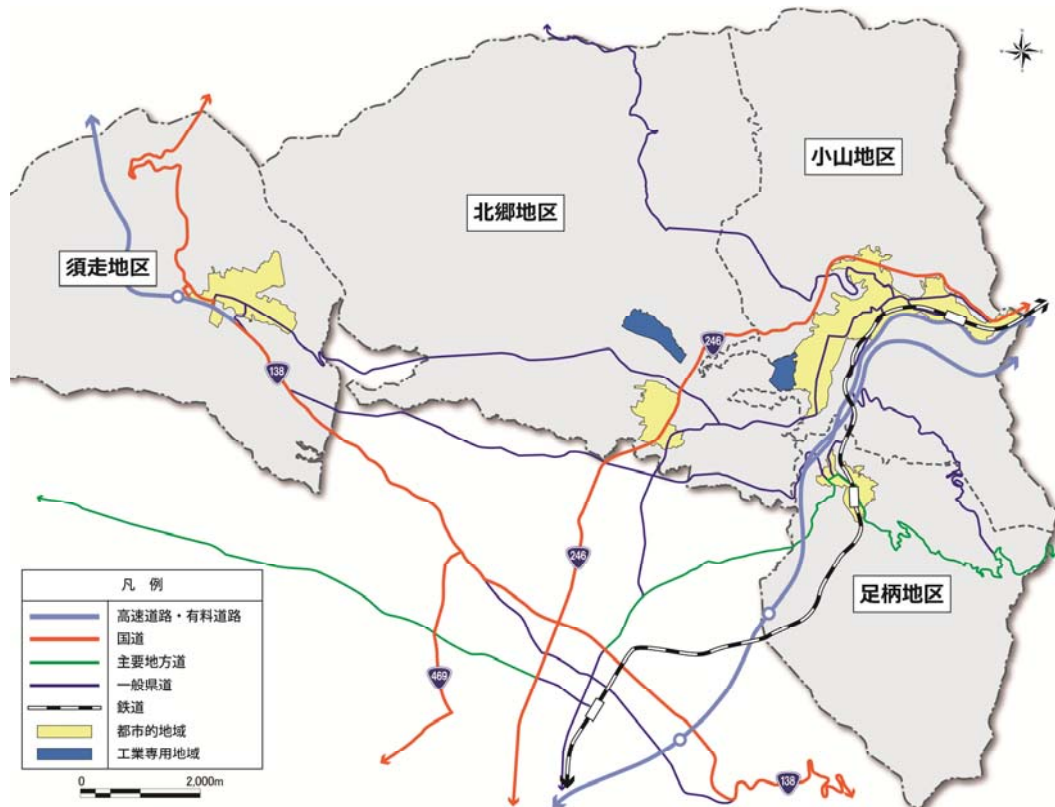 小山地区
北郷地区
須走地区
246
138
246
足柄地区
469
138
凡 例
高速道路・有料道路
国道
主要地方道
一般県道
鉄道
都市的地域
工業専用地域
0 2,000m